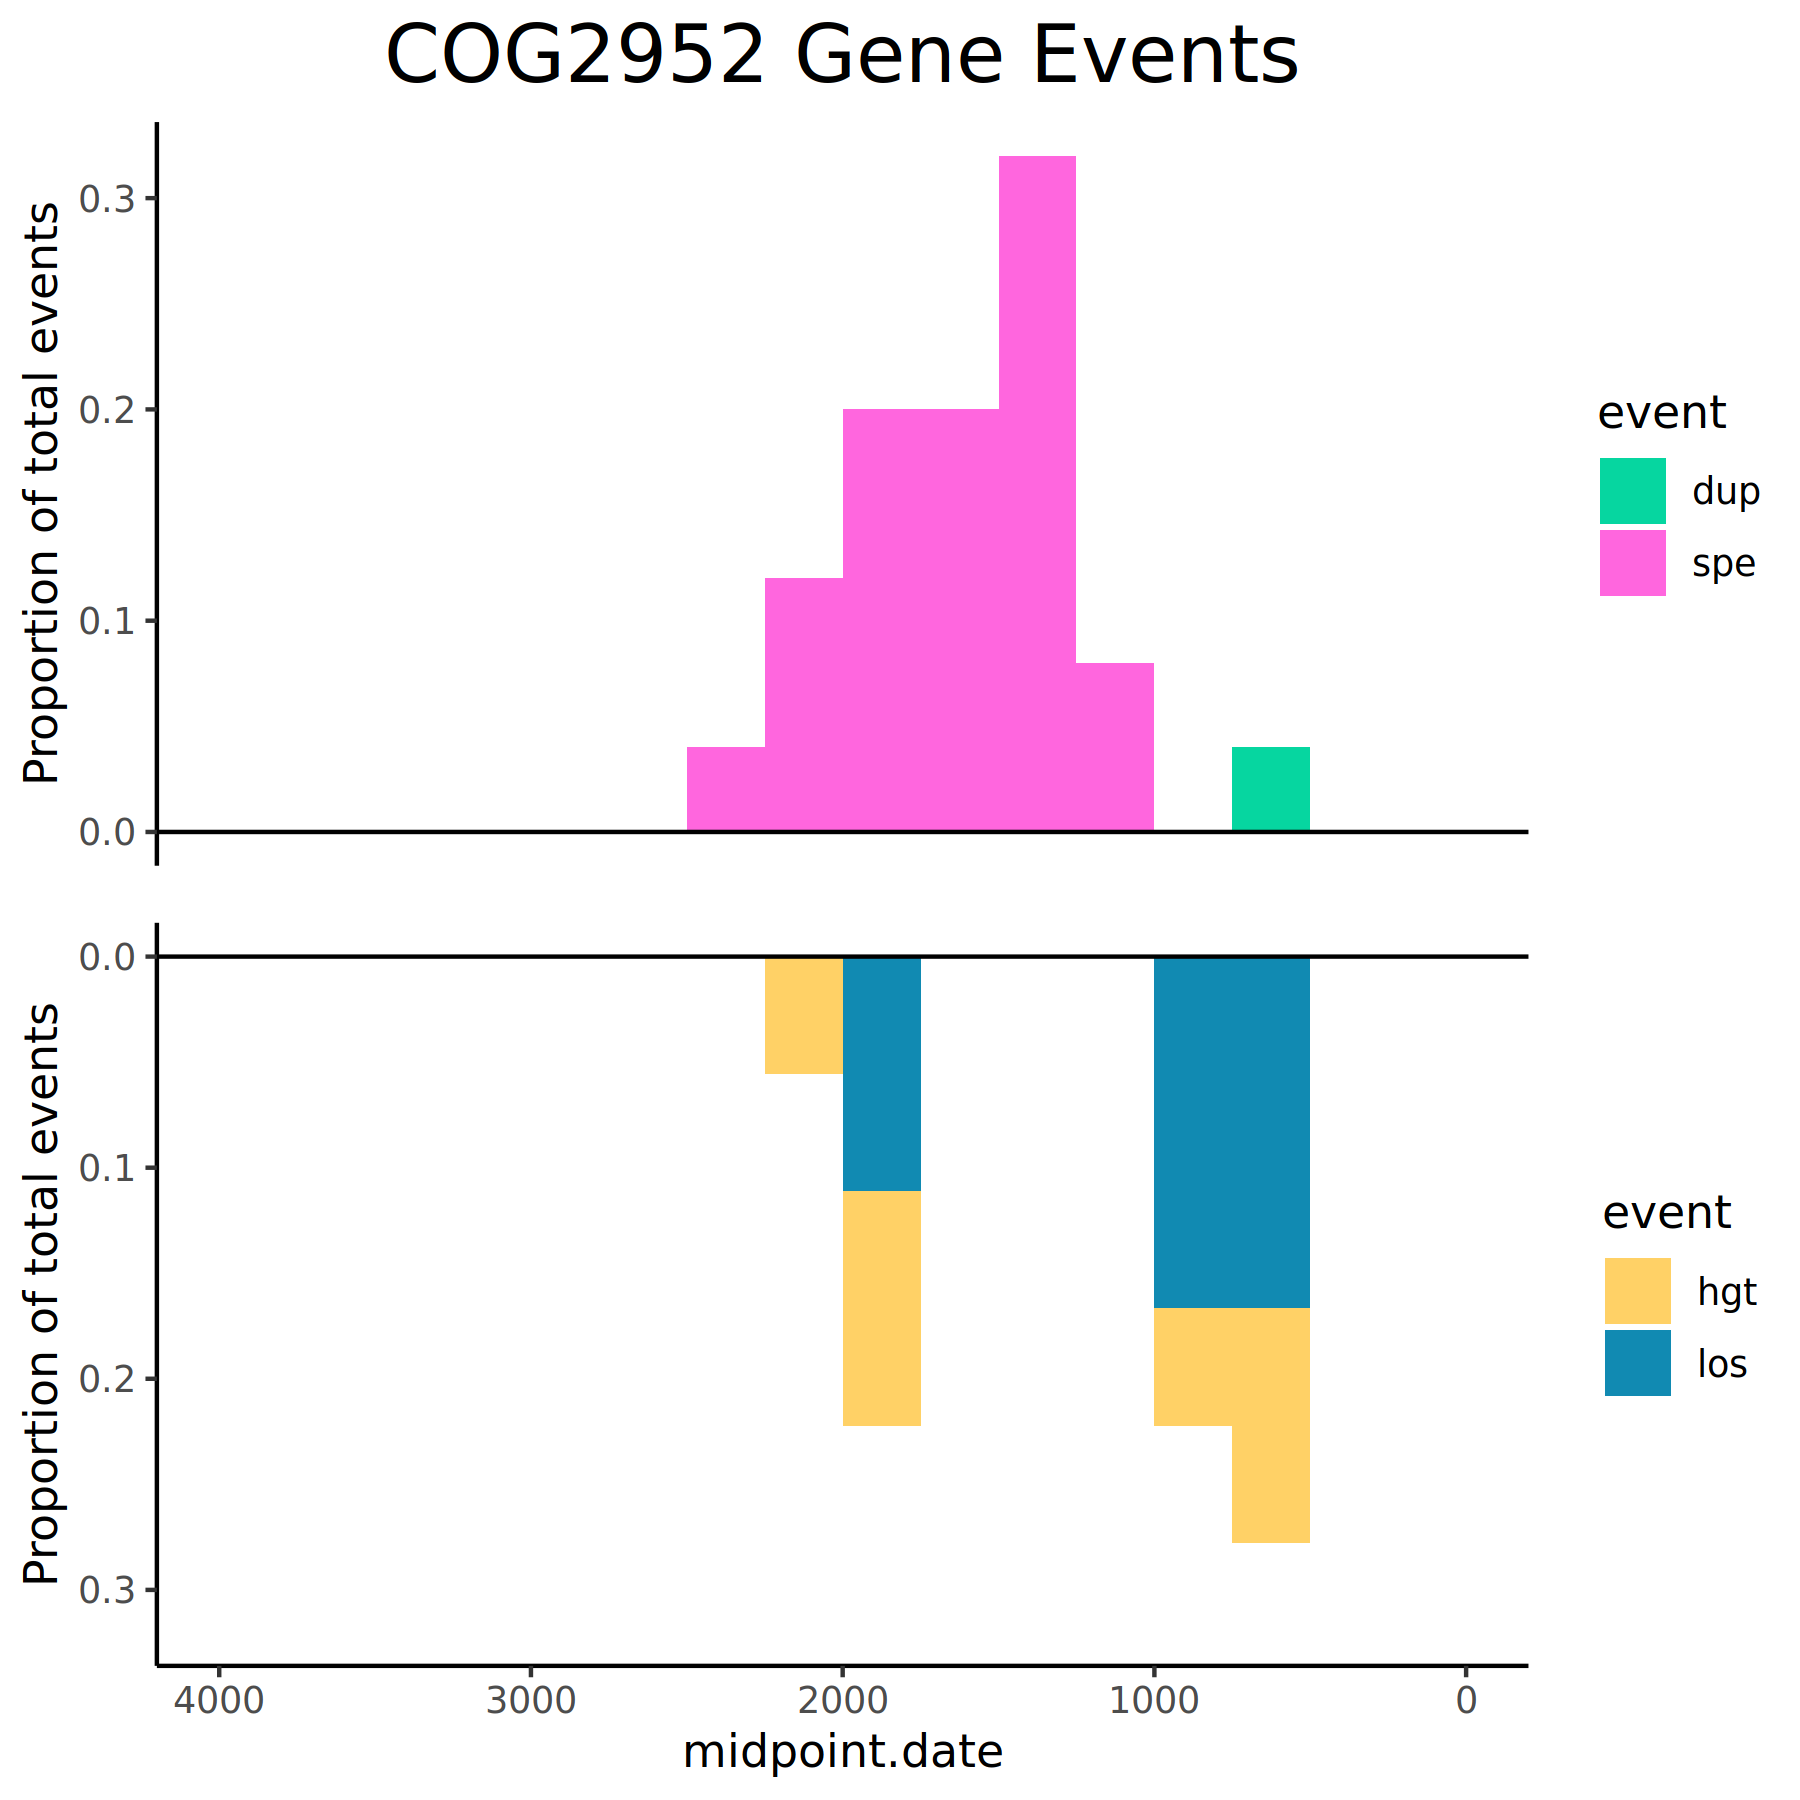 COG2952 Gene Events
Proportion of total events
0.3
0.2
0.1
0.0
event
dup
spe
Proportion of total events
0.0
0.1
0.2
0.3
event
hgt
los
4000 3000 2000 1000 0
midpoint.date